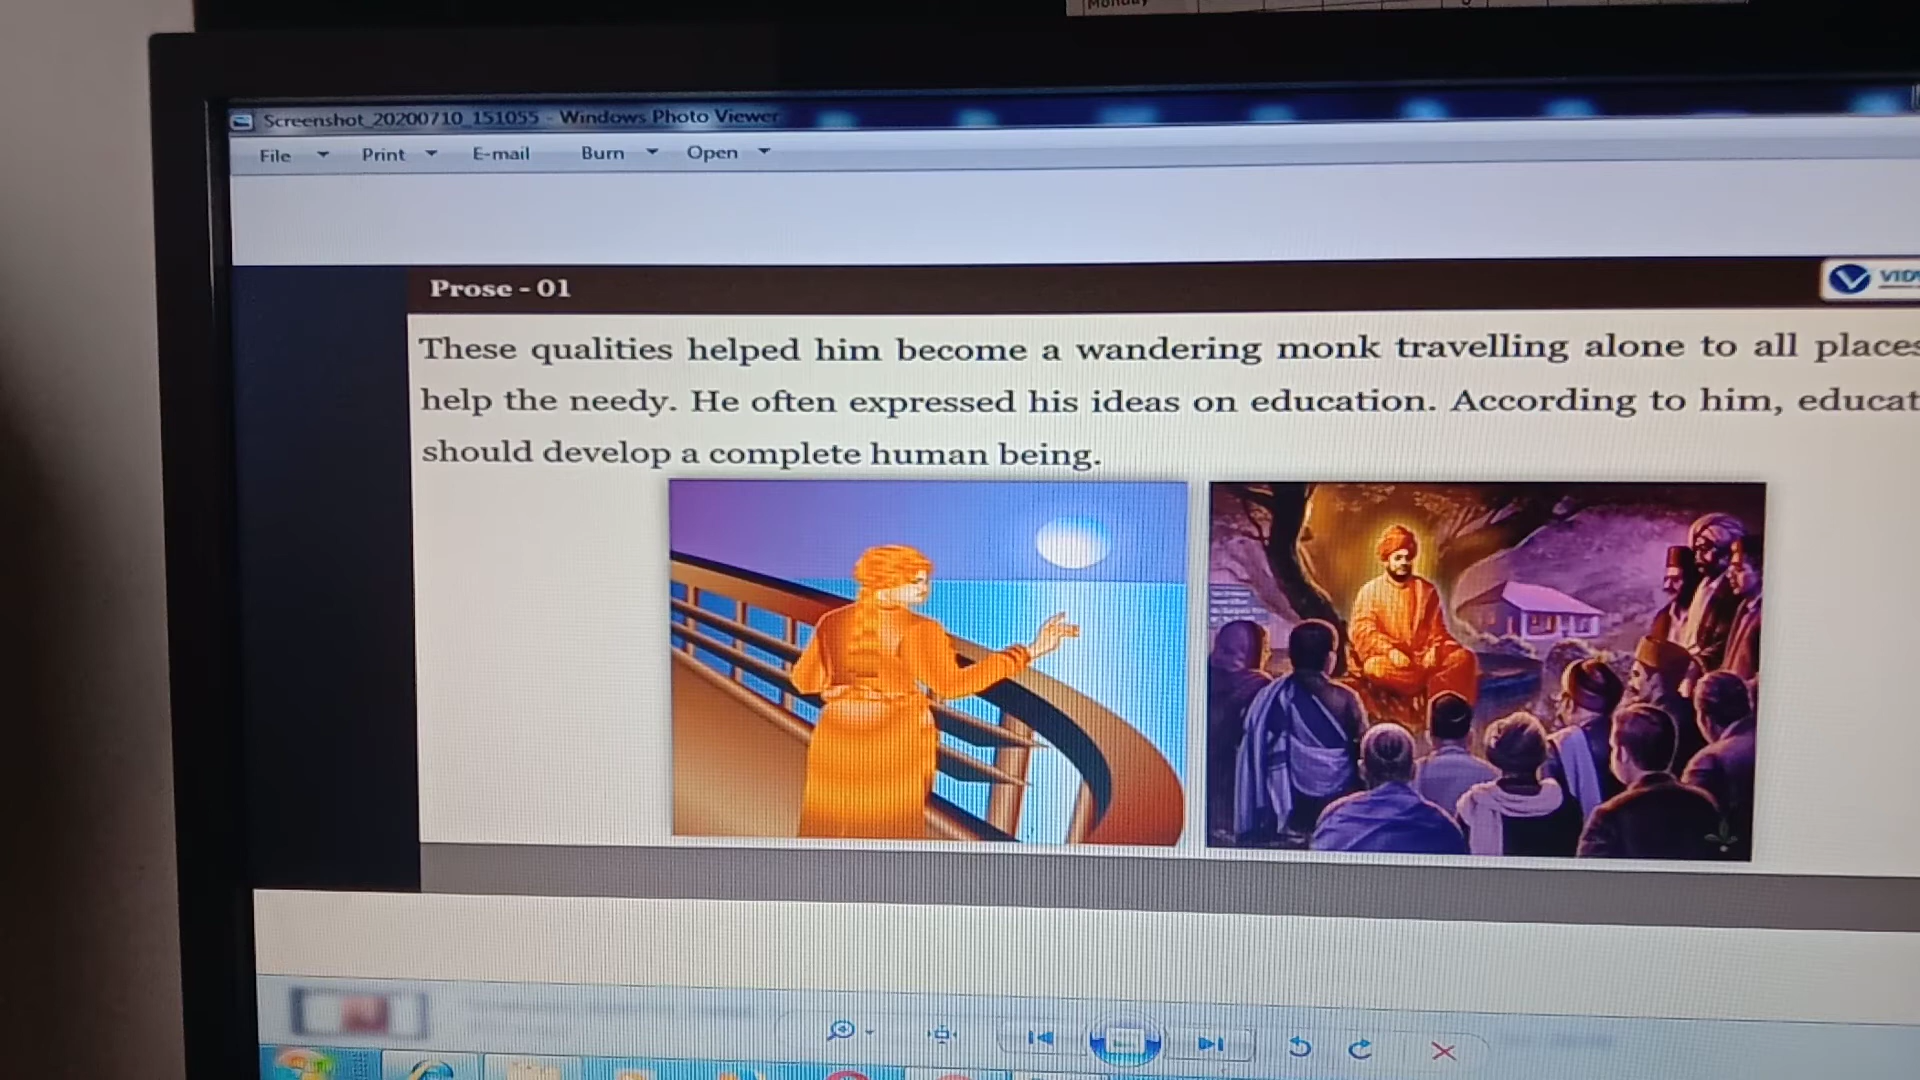 Monday
Screenshot_20200710_151055 - Windows Photo Viewer
File Print E-mail Burn Open
Prose - 01
These qualities helped him become a wandering monk travelling alone to all places
help the needy. He often expressed his ideas on education. According to him,
should develop a complete human being.